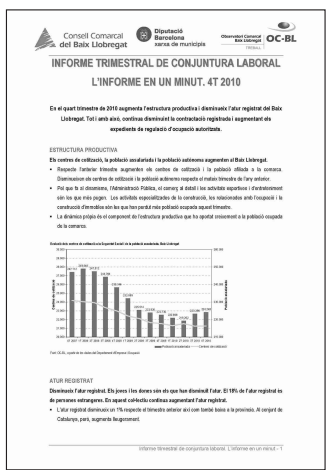 Consell Comarcal
del Baix Llobregat
Diputació
Barcelona
xarxa de municipis
Observatori Comarcal
Baix Llobregat
TREBALL
OC-BL
INFORME TRIMESTRAL DE CONJUNTURA LABORAL
L'INFORME EN UN MINUT. 4T 2010
En el quart trimestre de 2010 augmenta l'estructura productiva i disminueix l'atur registrat del Baix
Llobregat. Tot i amb això, continua disminuint la contractació registrada i augmentant els
expedients de regulació d'ocupació autoritzats.
ESTRUCTURA PRODUCTIVA
Els centres de cotització, la població assalariada i la població autònoma augmenten al Baix Llobregat.
• Respecte l'anterior trimestre augmenten els centres de cotització i la població afiliada a la comarca.
Disminueixen els centres de cotització i la població autònoma respecte el mateix trimestre de l'any anterior.
• Pel que fa al dinamisme, l'Administració Pública, el comerç al detall i les activitats esportives i d'entreteniment
són les que més pugen. Les activitats especialitzades de la construcció, les relacionades amb l'ocupació i la
construcció d'immobles són les que han perdut més població ocupada aquest trimestre.
• La dinàmica pròpia és el component de l'estructura productiva que ha aportat creixement a la població ocupada
de la comarca.
ATUR REGISTRAT
Disminueix l'atur registrat. Els joves i les dones són els que han disminuït l'atur. El 18% de l'atur registrat és
de persones estrangeres. En aquest col·lectiu continua augmentant l'atur registrat.
• L'atur registrat disminueix un 1% respecte el trimestre anterior així com també baixa a la província. Al conjunt de
Catalunya, però, augmenta lleugerament.
Informe trimestral de conjuntura laboral. L'informe en un minut - 1